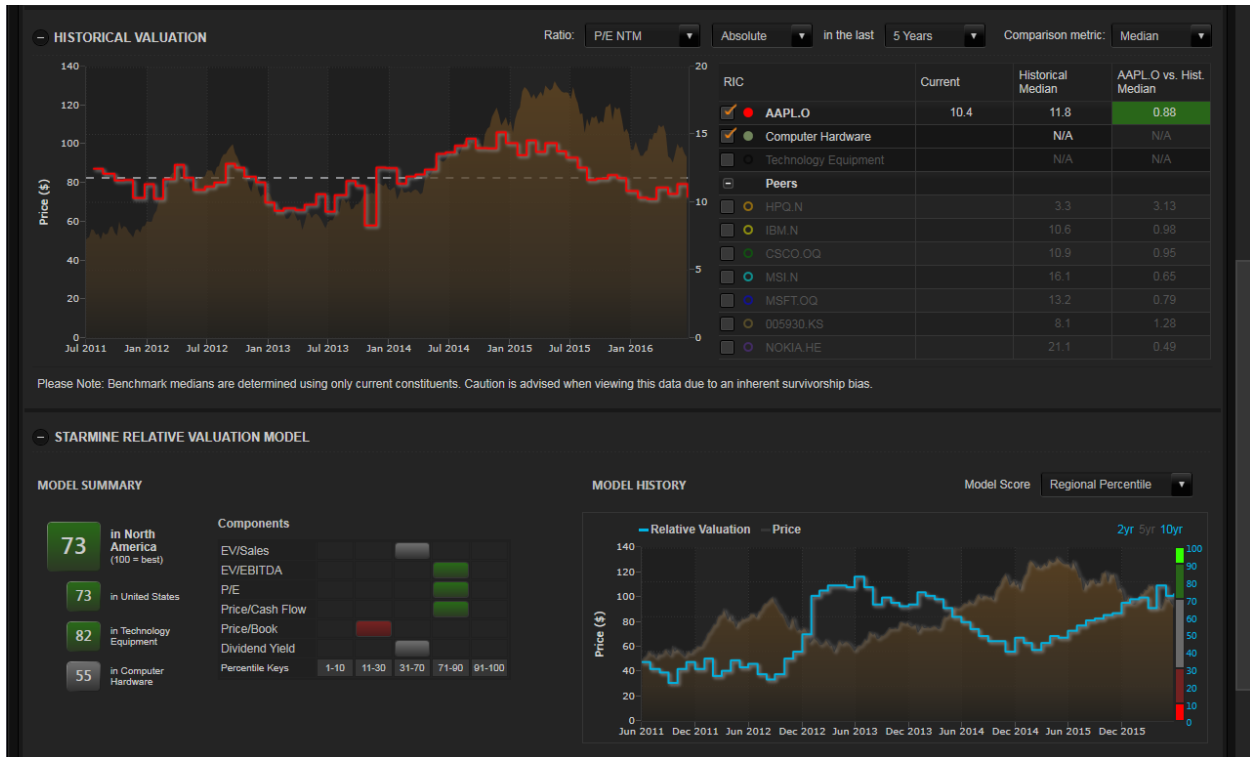 HISTORICAL VALUATION
Ratio: P/E NTM Absolute in the last 5 Years Comparison metric: Median
140
120
100
80
60
40
20
0
Price ($)
20
15
10
5
0
Jul 2011 Jan 2012 Jul 2012 Jan 2013 Jul 2013 Jan 2014 Jul 2014 Jan 2015 Jul 2015 Jan 2016
RIC Current Historical Median AAPL.O vs. Hist. Median
AAPL.O 10.4 11.8 0.88
Computer Hardware N/A N/A
Technology Equipment N/A N/A
Peers
HPQ.N 3.3 3.13
IBM.N 10.6 0.98
CSCO.OQ 10.9 0.95
MSI.N 16.1 0.65
MSFT.OQ 13.2 0.79
005930.KS 8.1 1.28
NOKIA.HE 21.1 0.49
Please Note: Benchmark medians are determined using only current constituents. Caution is advised when viewing this data due to an inherent survivorship bias.
STARMINE RELATIVE VALUATION MODEL
MODEL SUMMARY
73 in North
America
(100 = best)
73 in United States
82 in Technology
Equipment
55 in Computer
Hardware
Components
EV/Sales
EV/EBITDA
P/E
Price/Cash Flow
Price/Book
Dividend Yield
Percentile Keys 1-10 11-30 31-70 71-90 91-100
MODEL HISTORY
Model Score Regional Percentile
Relative Valuation Price
2yr 5yr 10yr
140
120
100
80
60
40
20
0
Price ($)
100
90
80
70
60
50
40
30
20
10
0
Jun 2011 Dec 2011 Jun 2012 Dec 2012 Jun 2013 Dec 2013 Jun 2014 Dec 2014 Jun 2015 Dec 2015